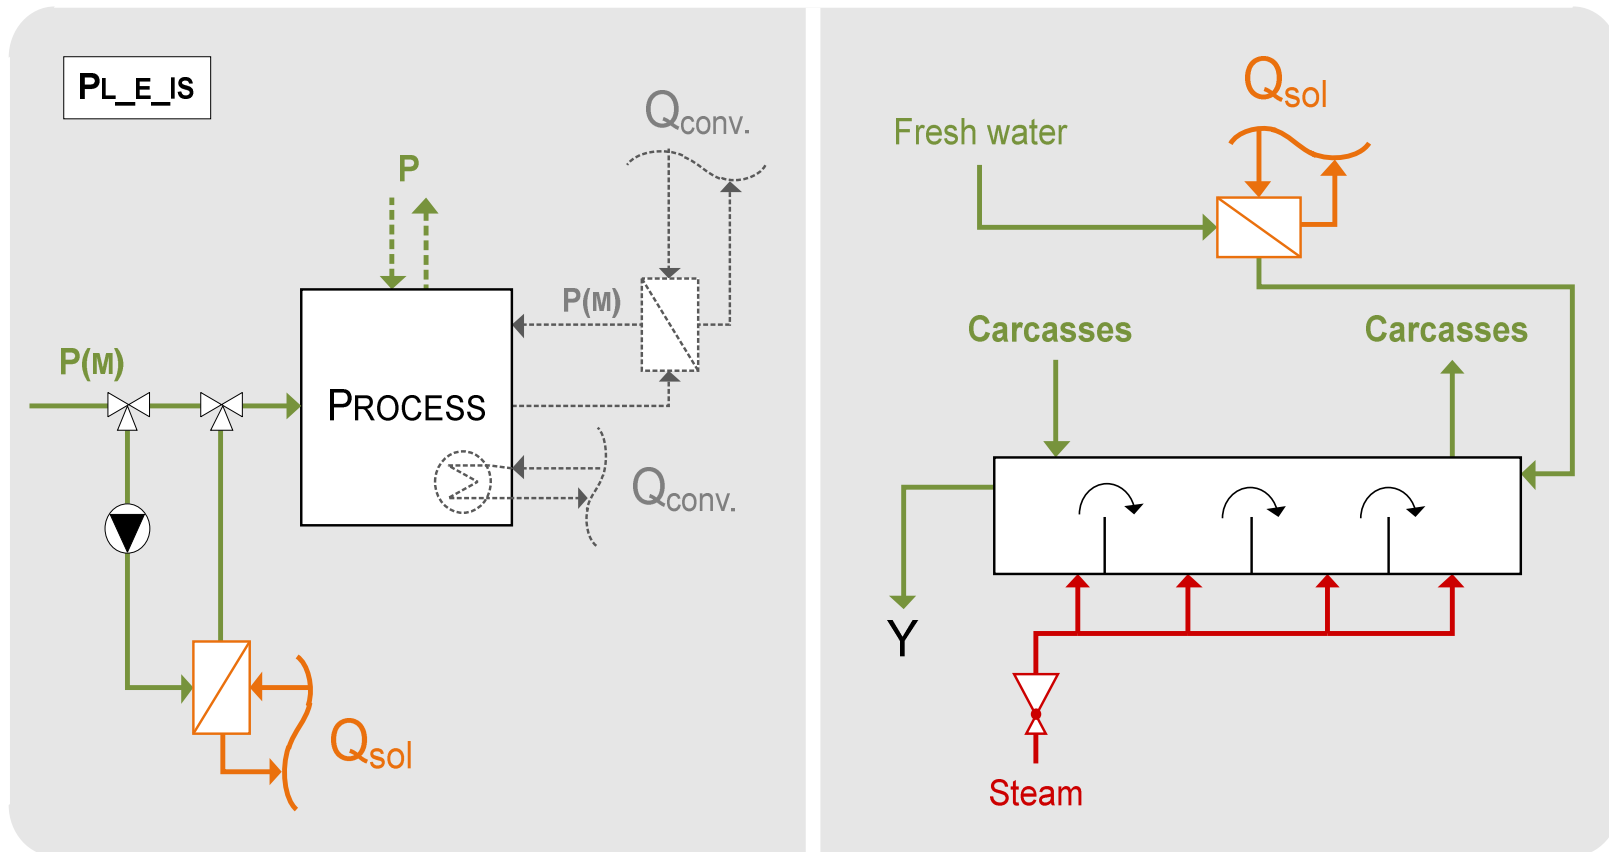 PL_E_IS
Qconv.
P
P(M)
P(M)
PROCESS
Qconv.
Qsol
Qsol
Fresh water
Carcasses
Carcasses
Y
Steam